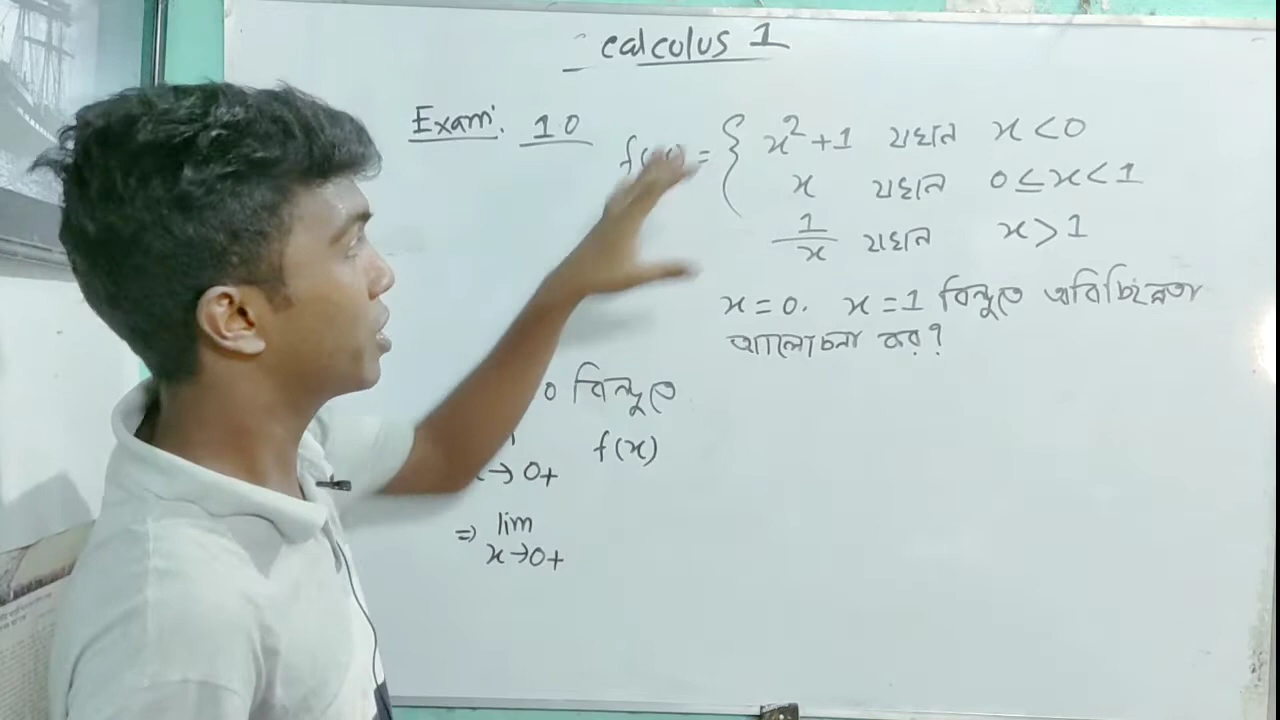 Calculus 1
Exam: 10
f(x) = { x² + 1 যখন x < 0
x যখন 0 ≤ x < 1
1/x যখন x > 1
x = 0. x = 1 বিন্দুতে অবিচ্ছিন্নতা
আলোচনা কর?
0 বিন্দুতে
x → 0+ f(x)
⇒ lim
x → 0+